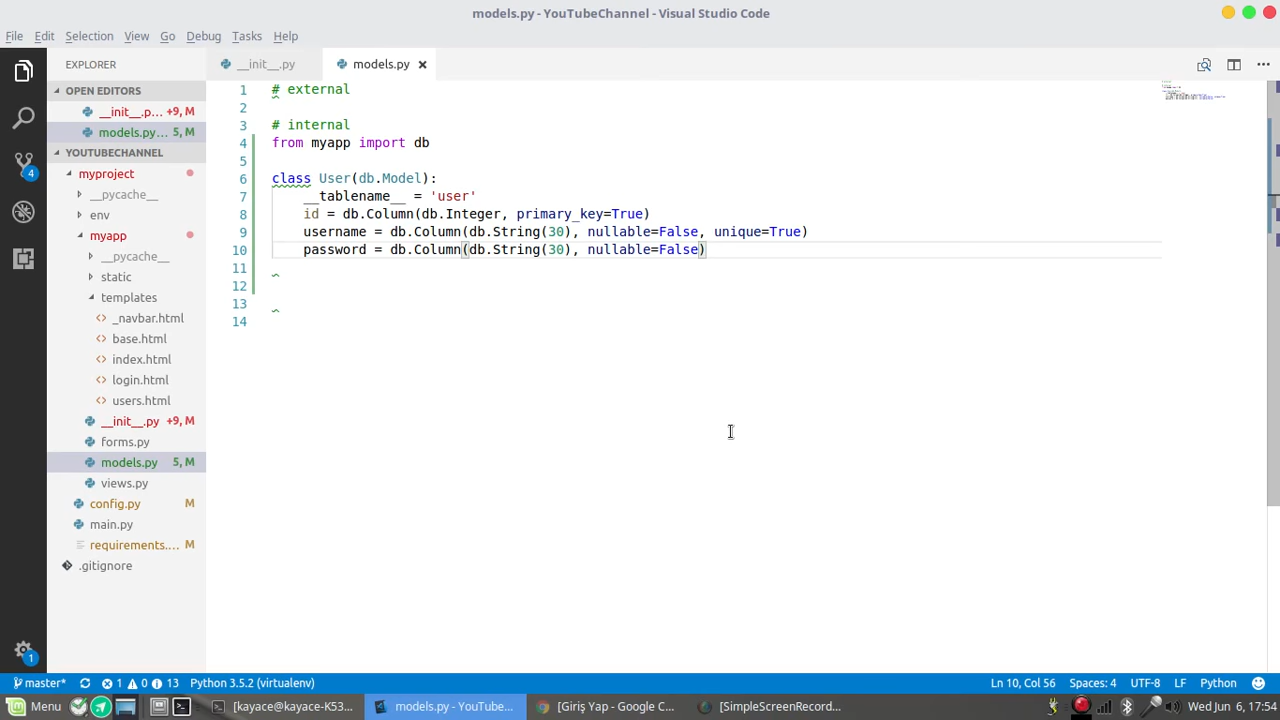 models.py - YouTubeChannel - Visual Studio Code
File Edit Selection View Go Debug Tasks Help
EXPLORER
__init__.py
models.py
OPEN EDITORS
__init__.p... +9, M
models.py... 5, M
YOUTUBECHANNEL
myproject
__pycache__
env
myapp
__pycache__
static
templates
_navbar.html
base.html
index.html
login.html
users.html
__init__.py +9, M
forms.py
models.py 5, M
views.py
config.py M
main.py
requirements.... M
.gitignore
4
1
1 # external
2
3 # internal
4 from myapp import db
5
6 class User(db.Model):
7 __tablename__ = 'user'
8 id = db.Column(db.Integer, primary_key=True)
9 username = db.Column(db.String(30), nullable=False, unique=True)
10 password = db.Column(db.String(30), nullable=False)
11
12
13
14
master* 1 0 13 Python 3.5.2 (virtualenv) Ln 10, Col 56 Spaces: 4 UTF-8 LF Python
Menu [kayace@kayace-K53... models.py - YouTube... [Giriş Yap - Google C... [SimpleScreenRecord... Wed Jun 6, 17:54